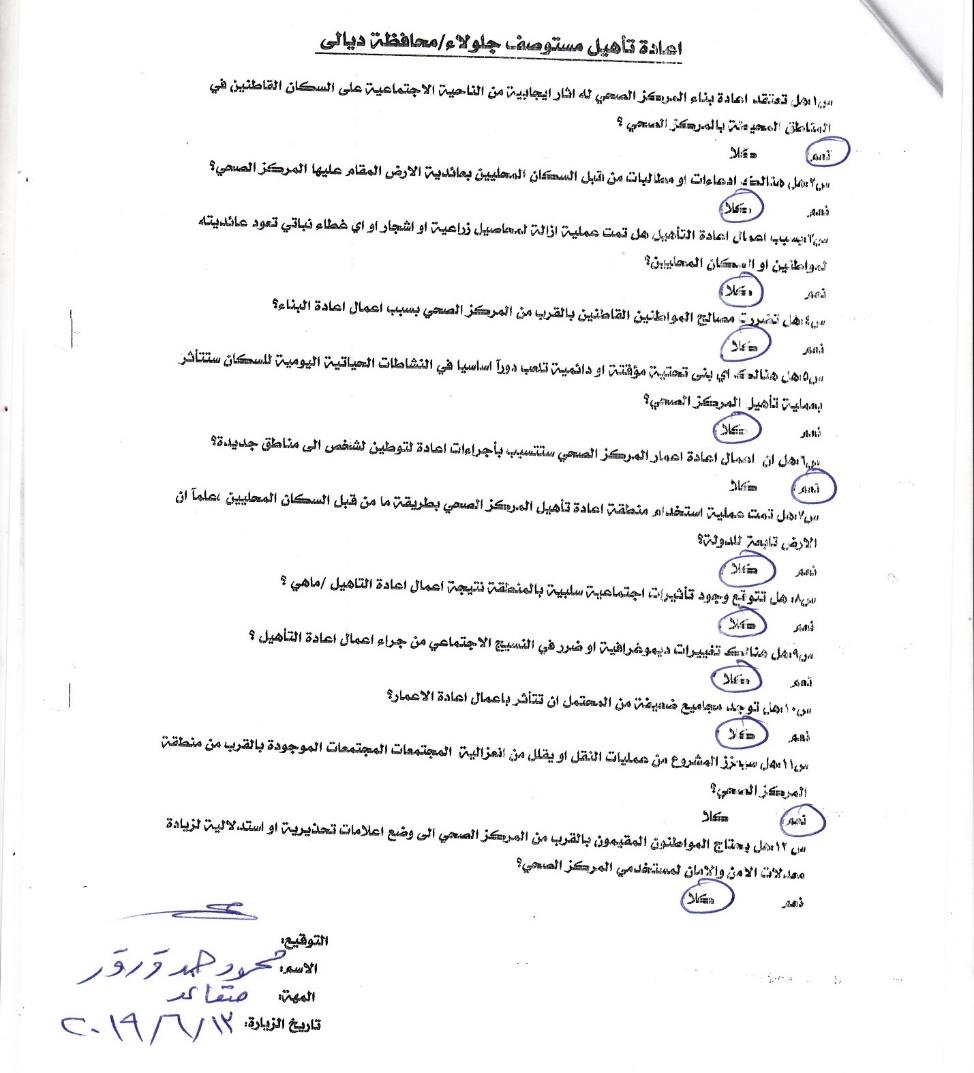 اعادة تأهيل مستوصف جلولاء/محافظة ديالى
س١:هل تعتقد اعادة بناء المركز الصحي له اثار ايجابية من الناحية الاجتماعية على السكان القاطنين في
المناطق المحيطة بالمركز الصحي ؟
نعم كلا
س٢:هل هنالك ادعاءات او مطالبات من قبل السكان المحليين بعائدية الارض المقام عليها المركز الصحي؟
نعم كلا
س٣:بسبب اعمال اعادة التأهيل هل تمت عملية ازالة لمحاصيل زراعية او اشجار او اي غطاء نباتي تعود عائديته
لمواطنين او السكان المحليين؟
نعم كلا
س٤:هل تضررت مصالح المواطنين القاطنين بالقرب من المركز الصحي بسبب اعمال اعادة البناء؟
نعم كلا
س٥:هل هنالك اي بنى تحتية مؤقتة او دائمية تلعب دورآ اساسيا في النشاطات الحياتية اليومية للسكان ستتأثر
بعملية تأهيل المركز الصحي؟
نعم كلا
س٦:هل ان اعمال اعادة اعمار المركز الصحي ستتسبب بأجراءات اعادة لتوطين لشخص الى مناطق جديدة؟
نعم كلا
س٧:هل تمت عملية استخدام منطقة اعادة تأهيل المركز الصحي بطريقة ما من قبل السكان المحليين ،علمآ ان
الارض تابعة للدولة؟
نعم كلا
س٨: هل تتوقع وجود تأثيرات اجتماعية سلبية بالمنطقة نتيجة اعمال اعادة التاهيل /ماهي ؟
نعم كلا
س٩:هل هنالك تغييرات ديموغرافية او ضرر في النسيج الاجتماعي من جراء اعمال اعادة التأهيل ؟
نعم كلا
س١٠:هل توجد مجاميع ضعيفة من المحتمل ان تتأثر باعمال اعادة الاعمار؟
نعم كلا
س١١:هل سيعزز المشروع من عمليات النقل او يقلل من انعزالية المجتمعات المجتمعات الموجودة بالقرب من منطقة
المركز الصحي؟
نعم كلا
س١٢:هل يحتاج المواطنون المقيمون بالقرب من المركز الصحي الى وضع اعلامات تحذيرية او استدلالية لزيادة
معدلات الامن والامان لمستخدمي المركز الصحي؟
نعم كلا
التوقيع:
الاسم: محمود حمد
المهة: متقاعد
تاريخ الزيارة: ٢٠١٩/٦/١٣